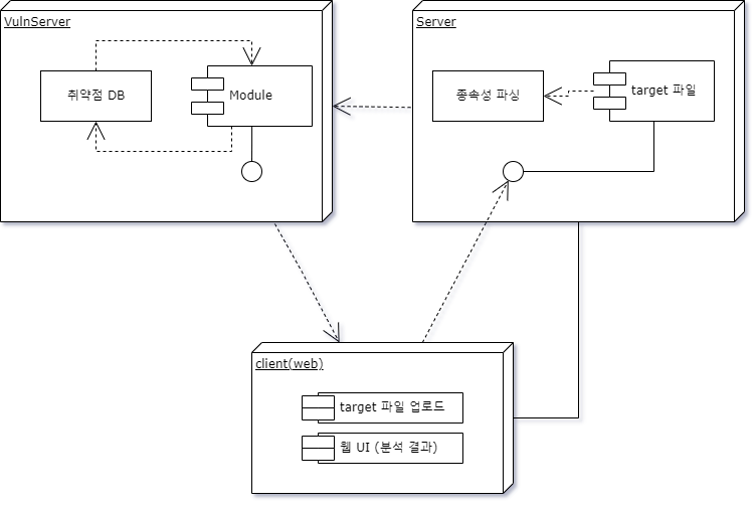 VulnServer
취약점 DB
Module
Server
종속성 파싱
target 파일
client(web)
target 파일 업로드
웹 UI (분석 결과)